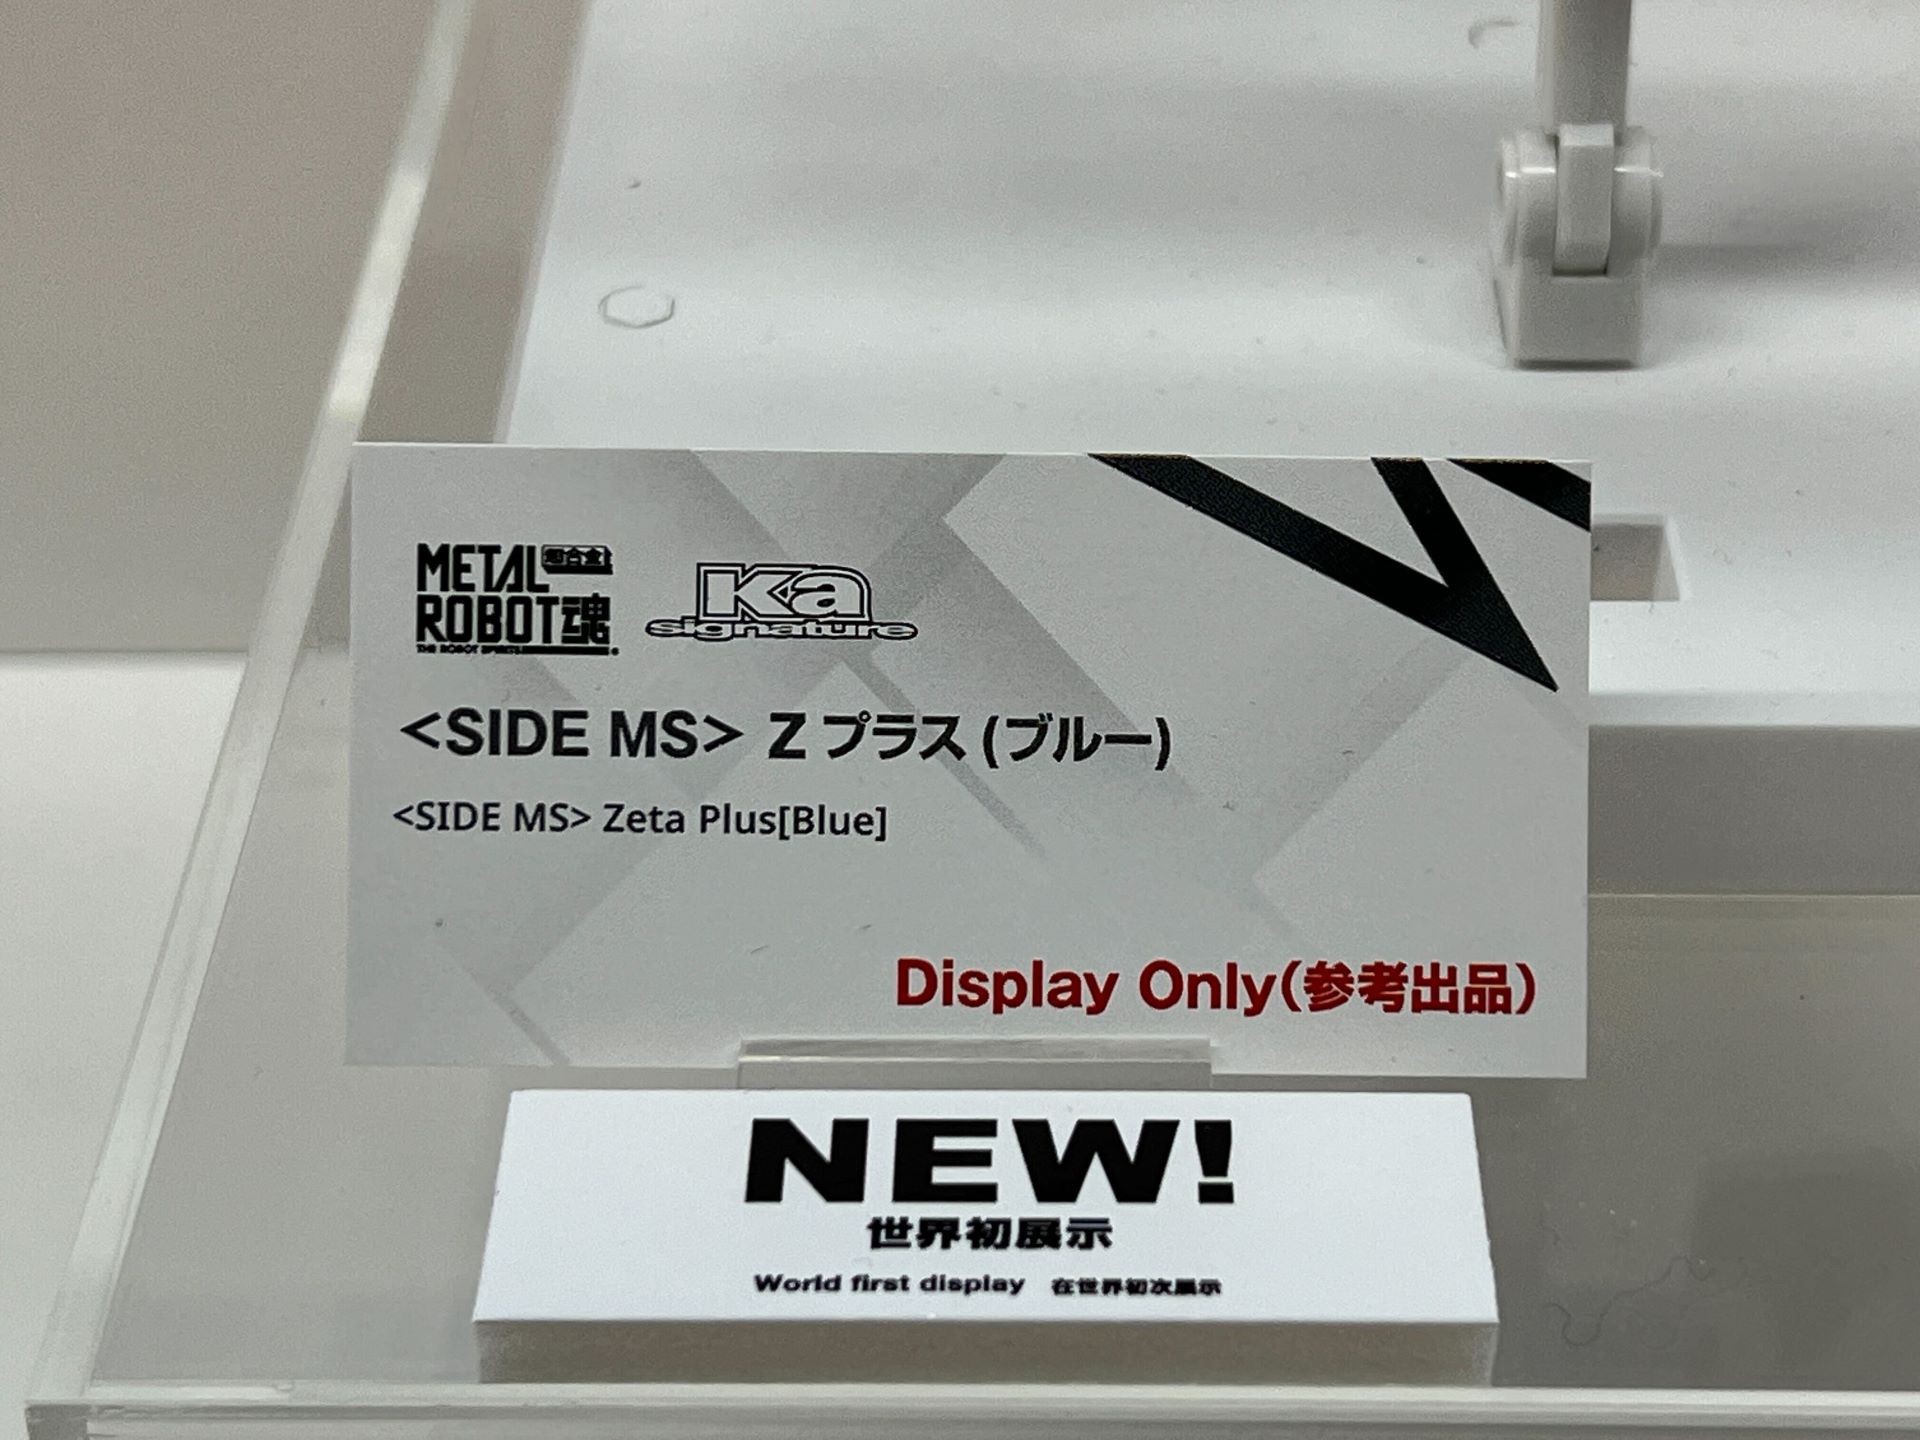 METAL 超合金
ROBOT魂
THE ROBOT SPIRITS
Ka
signature
<SIDE MS> Z プラス (ブルー)
<SIDE MS> Zeta Plus[Blue]
Display Only(参考出品)
NEW!
世界初展示
World first display 在世界初次展示